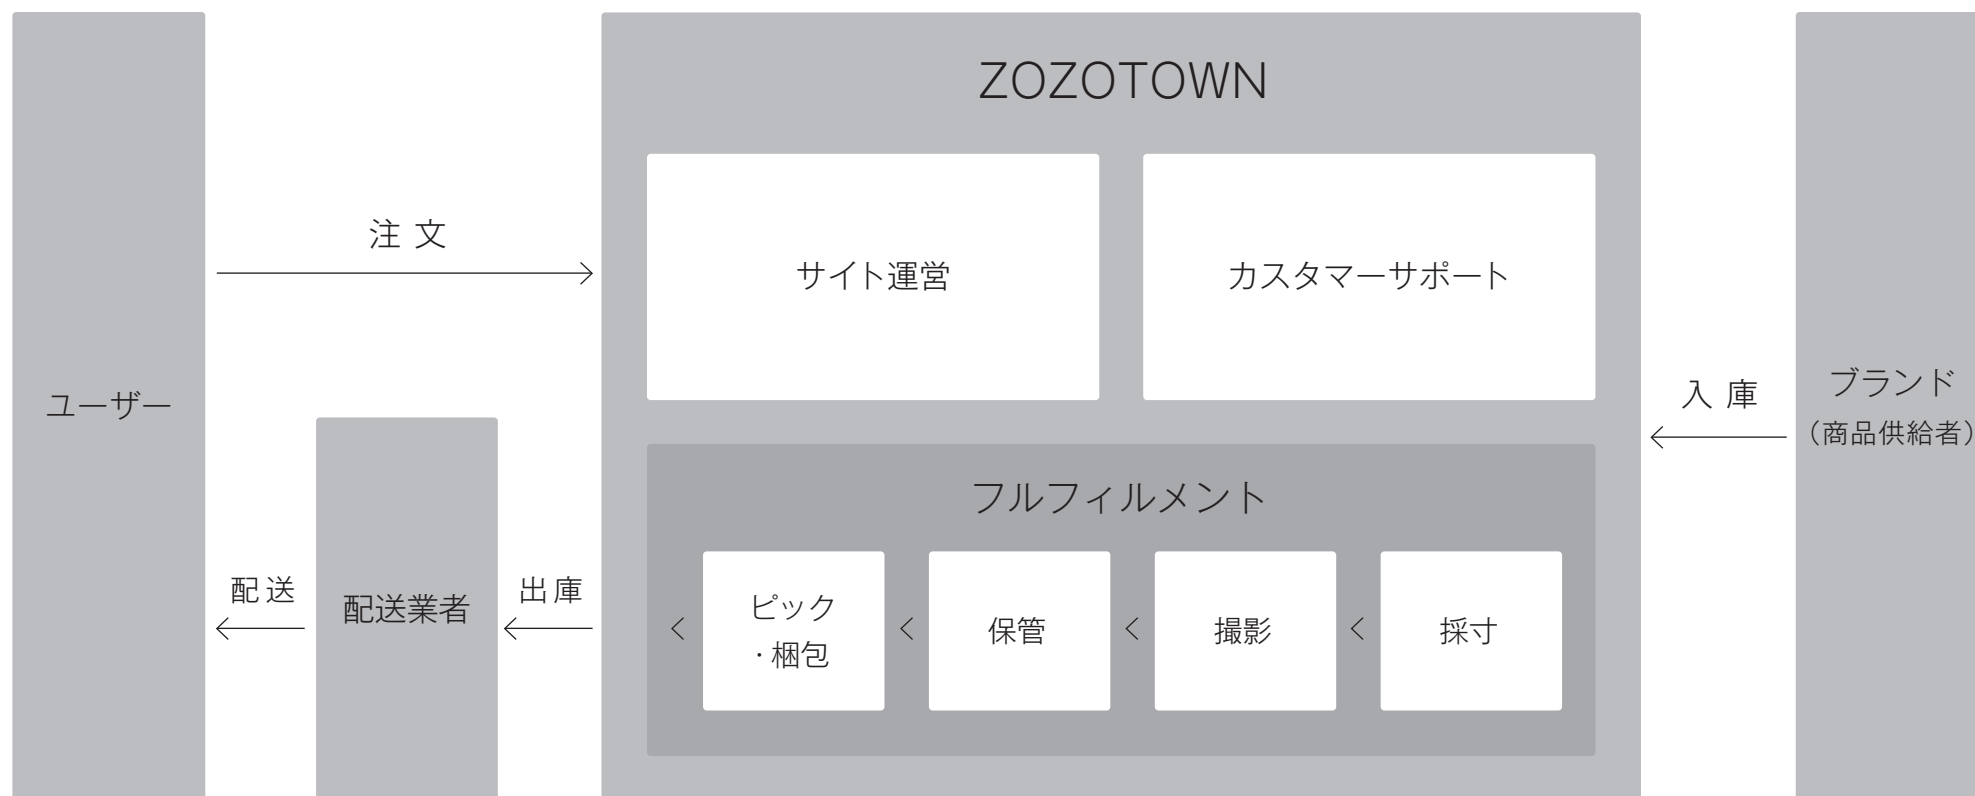 ZOZOTOWN
注文
サイト運営
カスタマーサポート
ユーザー
入庫
ブランド
（商品供給者）
フルフィルメント
配送
配送業者
出庫
ピック
・梱包
保管
撮影
採寸